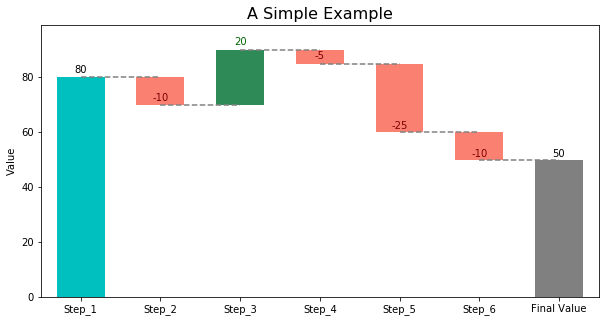 A Simple Example
Value
80
60
40
20
0
80
-10
20
-5
-25
-10
50
Step_1
Step_2
Step_3
Step_4
Step_5
Step_6
Final Value